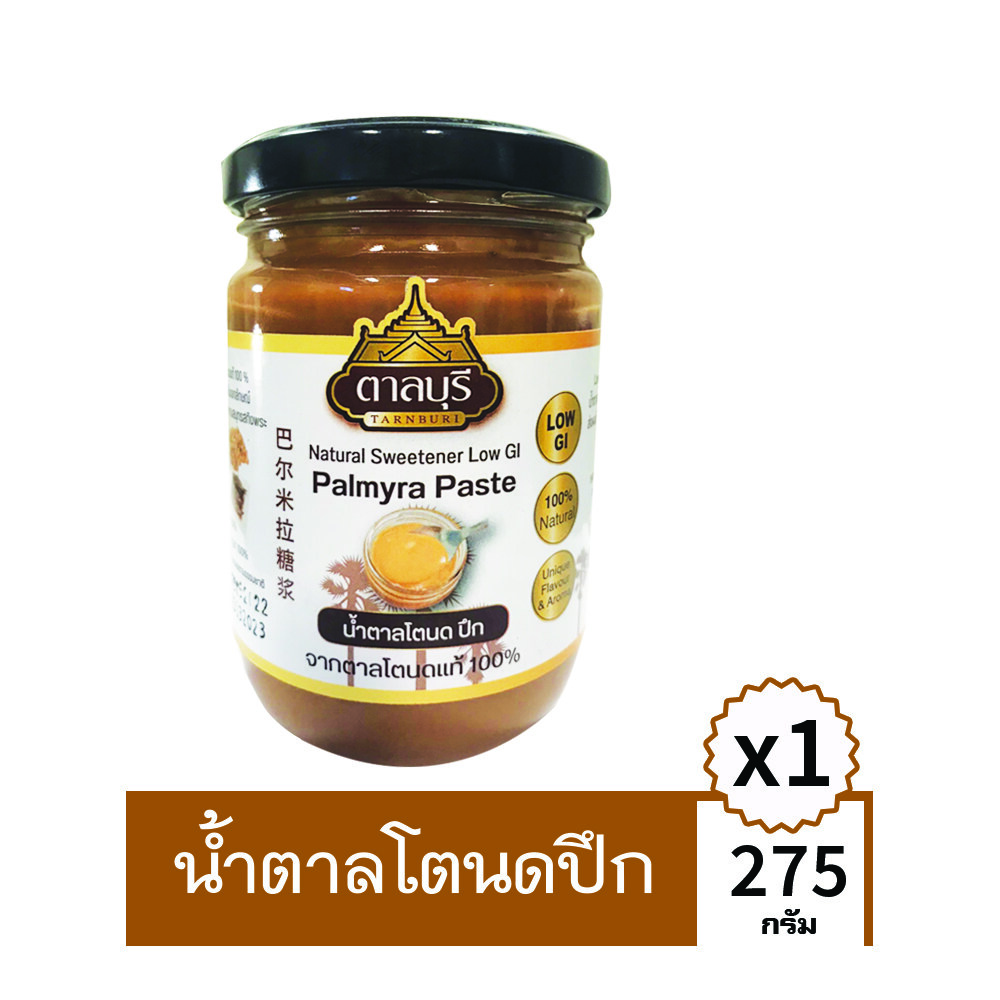 ตาลบุรี
TARNBURI
Natural Sweetener Low GI
Palmyra Paste
LOW
GI
100%
Natural
Unique
Flavour
& Aroma
巴尔米拉糖浆
น้ำตาลโตนด ปึก
จากตาลโตนดแท้ 100%
100 %
2023
x1
น้ำตาลโตนดปึก
275
กรัม